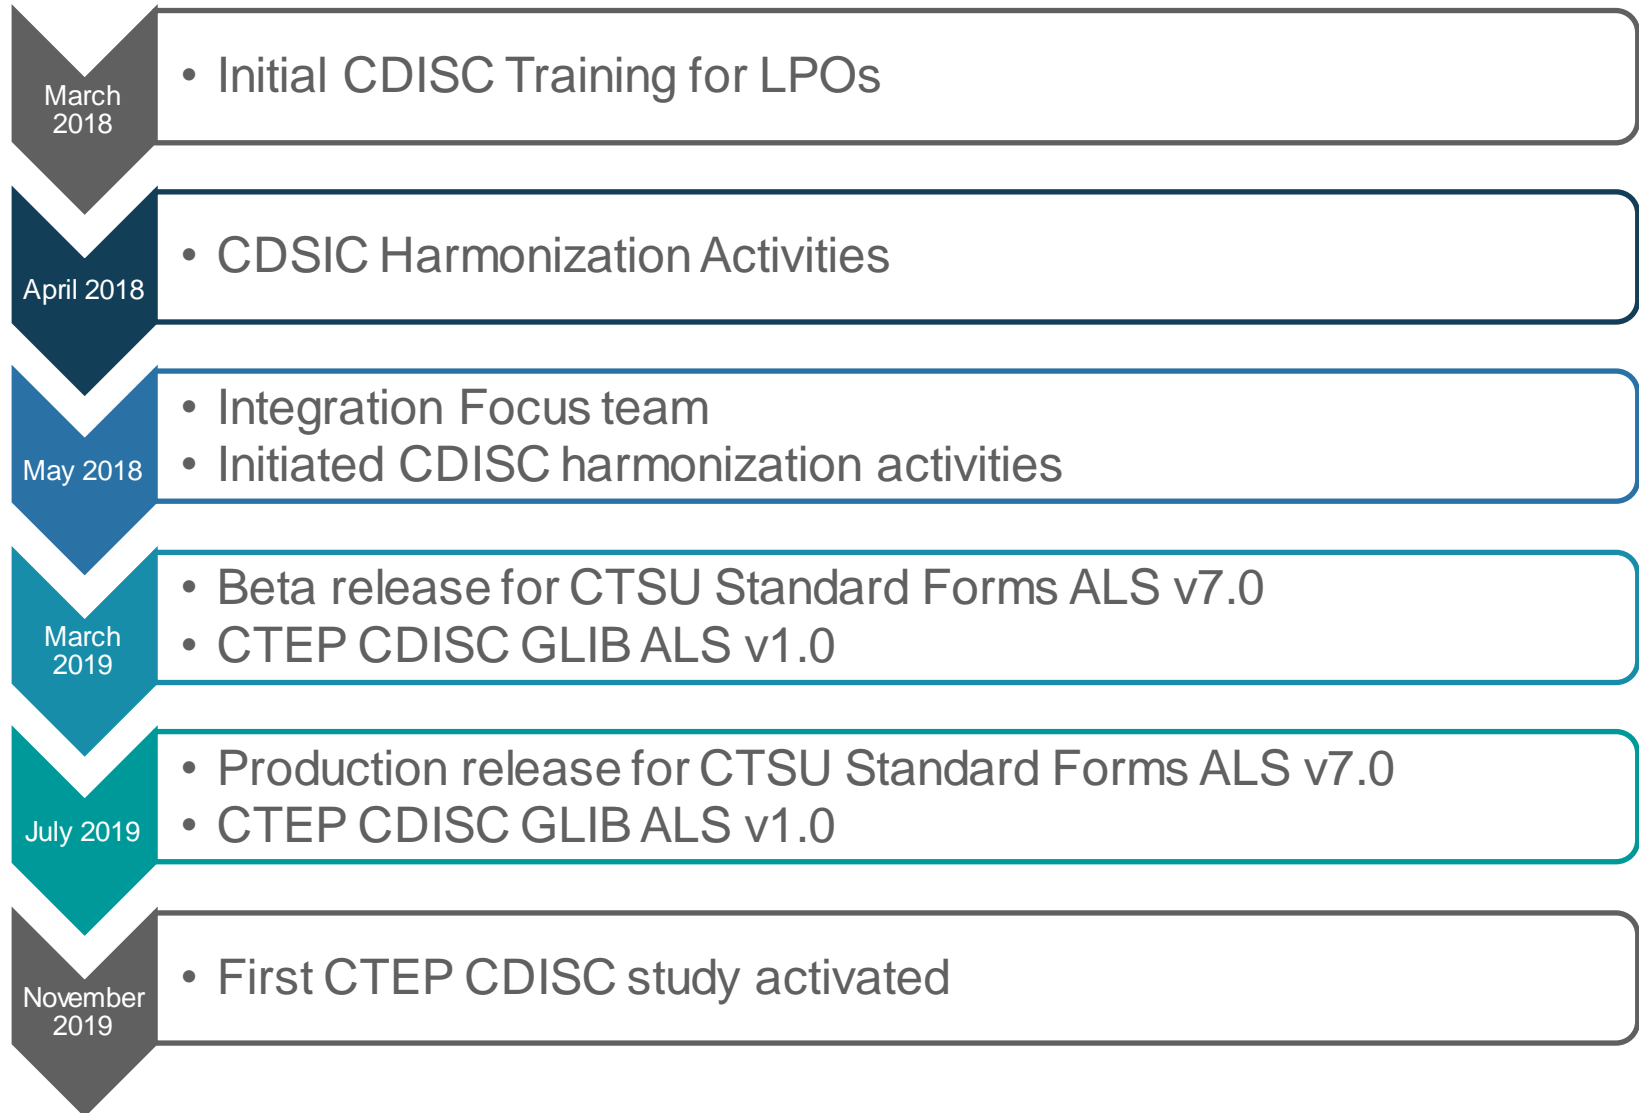 March
2018
• Initial CDISC Training for LPOs
April 2018
• CDSIC Harmonization Activities
May 2018
• Integration Focus team
• Initiated CDISC harmonization activities
March
2019
• Beta release for CTSU Standard Forms ALS v7.0
• CTEP CDISC GLIB ALS v1.0
July 2019
• Production release for CTSU Standard Forms ALS v7.0
• CTEP CDISC GLIB ALS v1.0
November
2019
• First CTEP CDISC study activated